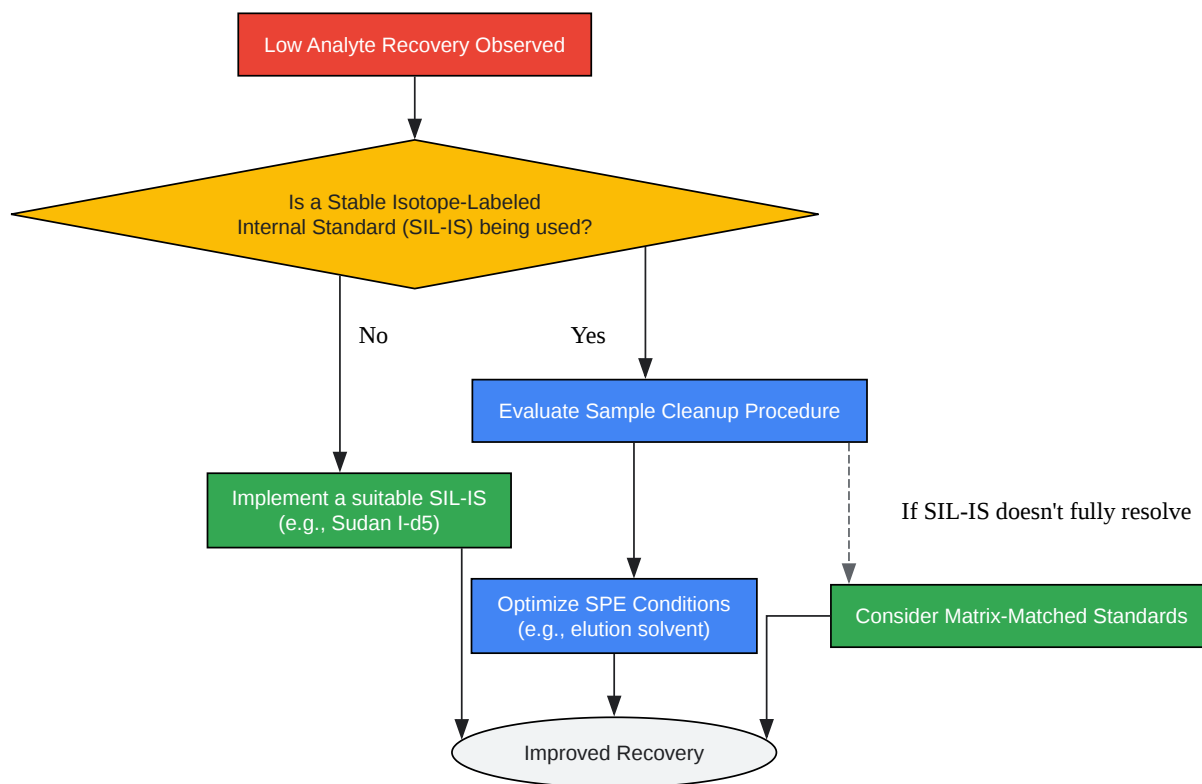 Low Analyte Recovery Observed
Is a Stable Isotope-Labeled
Internal Standard (SIL-IS) being used?
No
Yes
Evaluate Sample Cleanup Procedure
Implement a suitable SIL-IS
(e.g., Sudan I-d5)
If SIL-IS doesn't fully resolve
Optimize SPE Conditions
(e.g., elution solvent)
Consider Matrix-Matched Standards
Improved Recovery